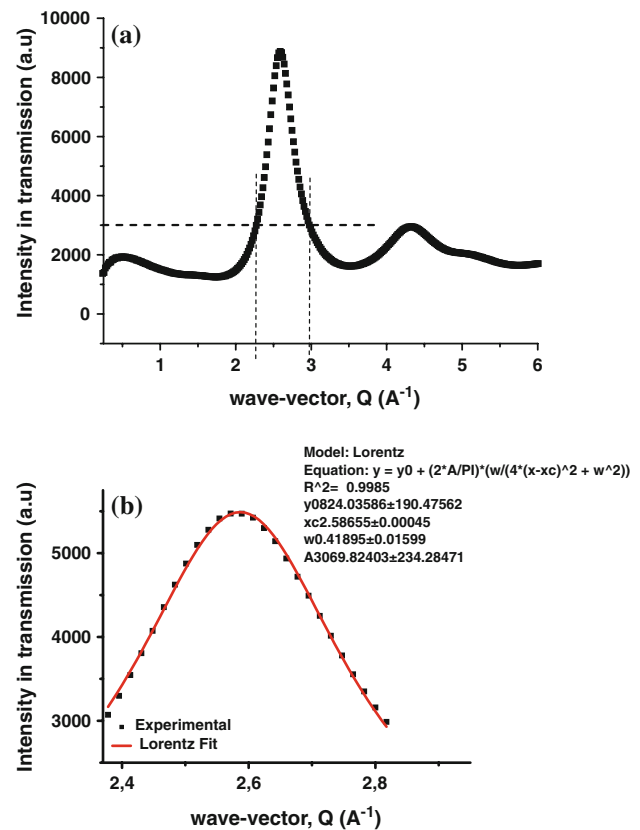 (a)
Intensity in transmission (a.u)
10000
8000
6000
4000
2000
0
1 2 3 4 5 6
wave-vector, Q (A⁻¹)
Model: Lorentz
Equation: y = y0 + (2*A/PI)*(w/(4*(x-xc)^2 + w^2))
R^2= 0.9985
y0824.03586±190.47562
xc2.58655±0.00045
w0.41895±0.01599
A3069.82403±234.28471
(b)
Intensity in transmission (a.u)
5000
4000
3000
Experimental
Lorentz Fit
2,4 2,6 2,8
wave-vector, Q (A⁻¹)